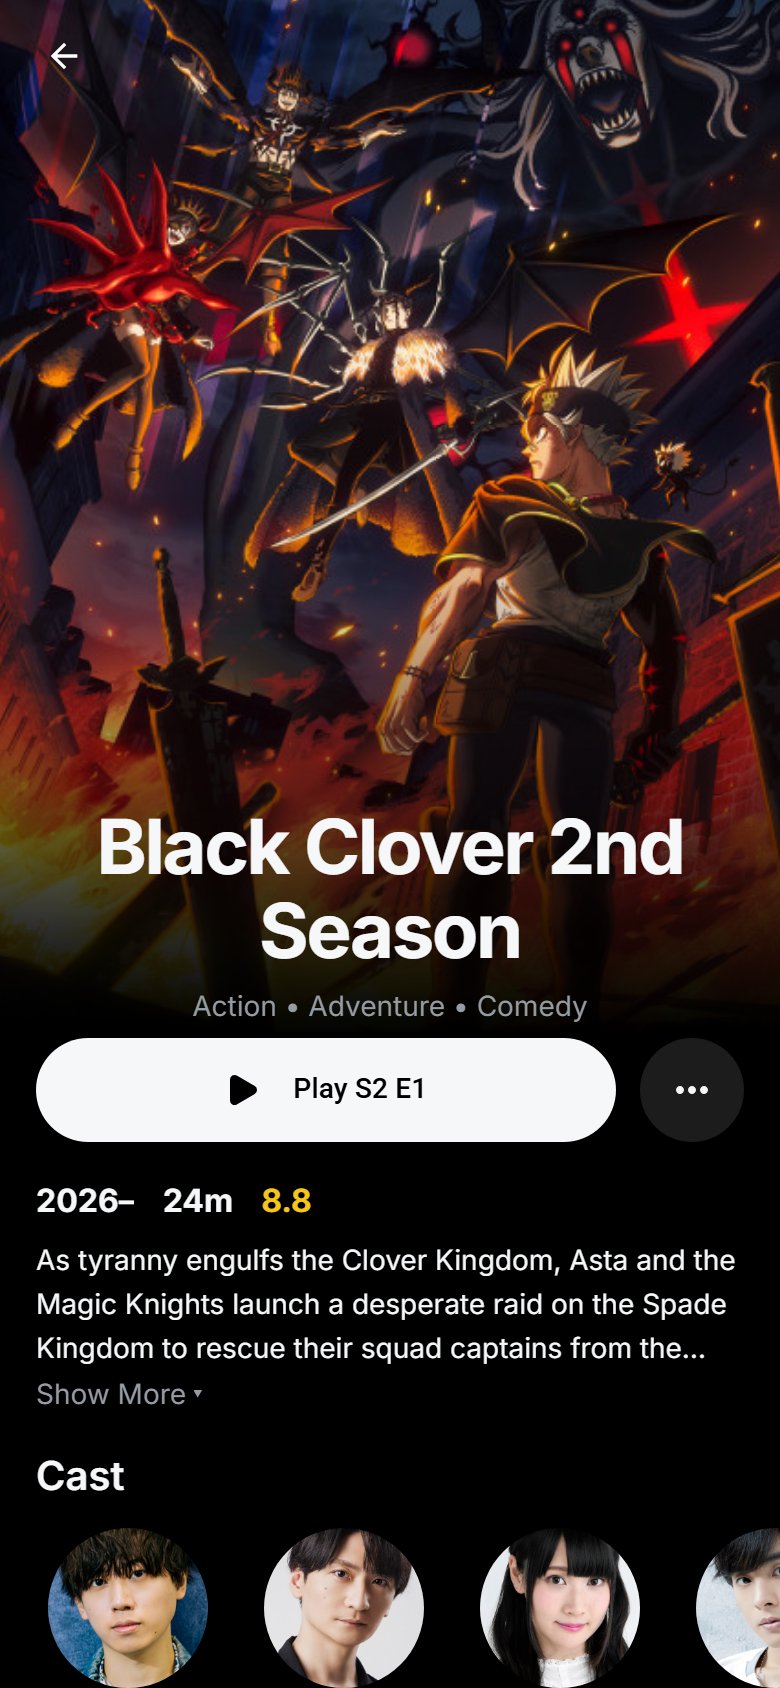 Black Clover 2nd
Season
Action • Adventure • Comedy
Play S2 E1
2026– 24m 8.8
As tyranny engulfs the Clover Kingdom, Asta and the
Magic Knights launch a desperate raid on the Spade
Kingdom to rescue their squad captains from the...
Show More
Cast